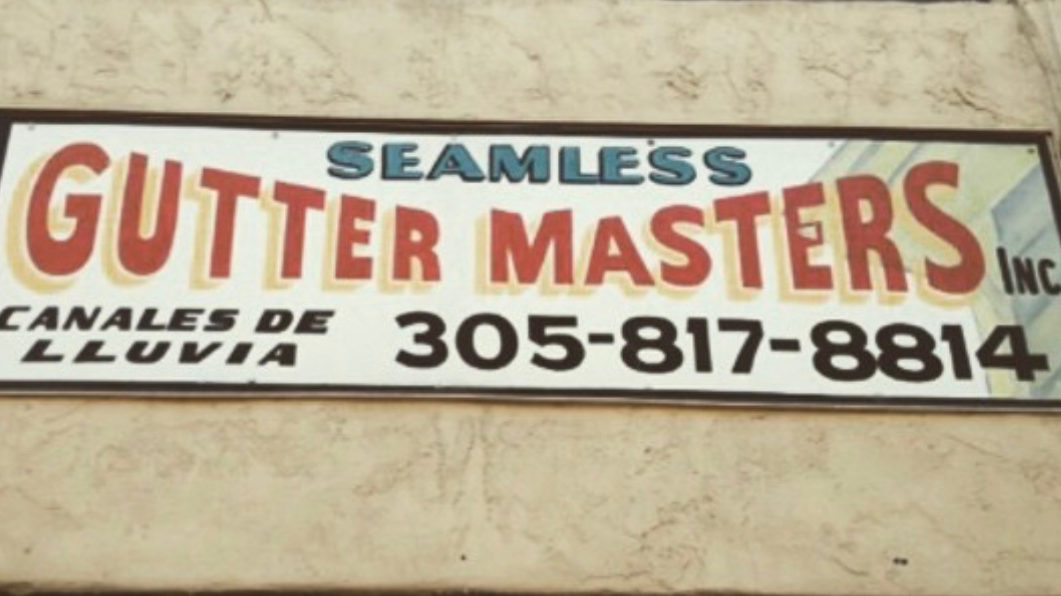 SEAMLESS
GUTTER MASTERS INC
CANALES DE
LLUVIA
305-817-8814